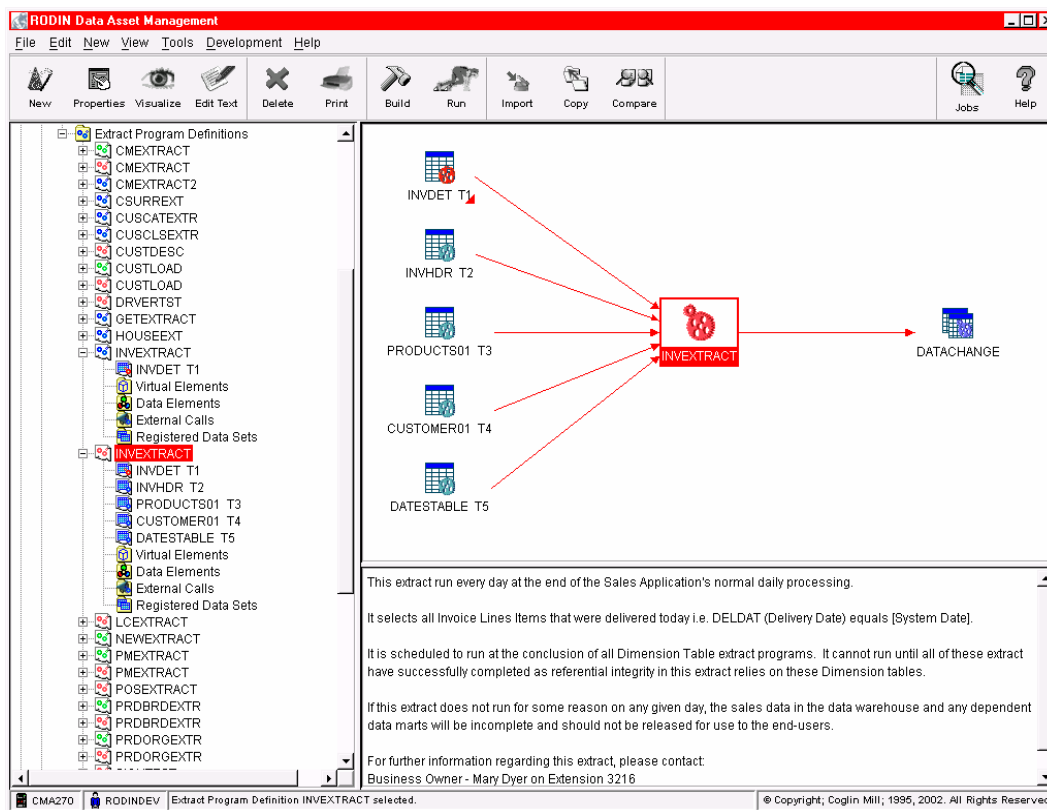 RODIN Data Asset Management
File Edit New View Tools Development Help
New Properties Visualize Edit Text Delete Print Build Run Import Copy Compare Jobs Help
Extract Program Definitions
CMEXTRACT
CMEXTRACT
CMEXTRACT2
CSURREXT
CUSCATEXTR
CUSCLSEXTR
CUSTDESC
CUSTLOAD
CUSTLOAD
DRVERTST
GETEXTRACT
HOUSEEXT
INVEXTRACT
INVDET T1
Virtual Elements
Data Elements
External Calls
Registered Data Sets
INVEXTRACT
INVDET T1
INVHDR T2
PRODUCTS01 T3
CUSTOMER01 T4
DATESTABLE T5
Virtual Elements
Data Elements
External Calls
Registered Data Sets
LCEXTRACT
NEWEXTRACT
PMEXTRACT
PMEXTRACT
POSEXTRACT
PRDBRDEXTR
PRDBRDEXTR
PRDORGEXTR
PRDORGEXTR
INVDET T1
INVHDR T2
PRODUCTS01 T3
CUSTOMER01 T4
DATESTABLE T5
INVEXTRACT
DATACHANGE
This extract run every day at the end of the Sales Application's normal daily processing.
It selects all Invoice Lines Items that were delivered today i.e. DELDAT (Delivery Date) equals [System Date].
It is scheduled to run at the conclusion of all Dimension Table extract programs. It cannot run until all of these extract
have successfully completed as referential integrity in this extract relies on these Dimension tables.
If this extract does not run for some reason on any given day, the sales data in the data warehouse and any dependent
data marts will be incomplete and should not be released for use to the end-users.
For further information regarding this extract, please contact:
Business Owner - Mary Dyer on Extension 3216
CMA270 RODINDEV Extract Program Definition INVEXTRACT selected. © Copyright; Coglin Mill; 1995, 2002. All Rights Reserved